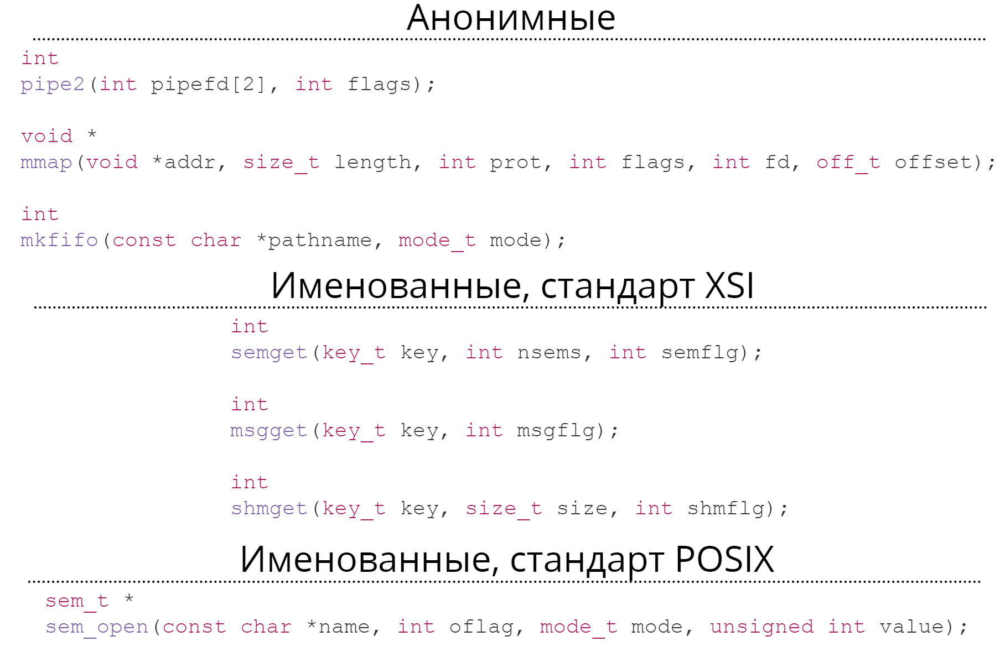 Анонимные
int
pipe2(int pipefd[2], int flags);
void *
mmap(void *addr, size_t length, int prot, int flags, int fd, off_t offset);
int
mkfifo(const char *pathname, mode_t mode);
Именованные, стандарт XSI
int
semget(key_t key, int nsems, int semflg);
int
msgget(key_t key, int msgflg);
int
shmget(key_t key, size_t size, int shmflg);
Именованные, стандарт POSIX
sem_t *
sem_open(const char *name, int oflag, mode_t mode, unsigned int value);